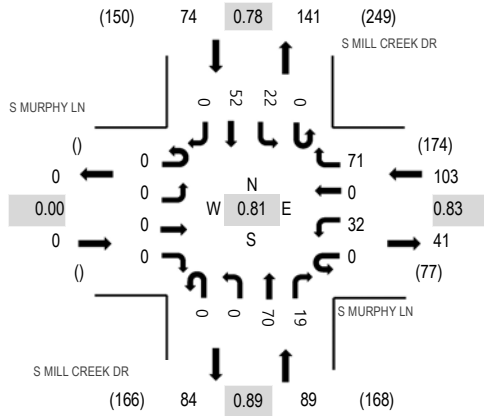 (150) 74 0.78 141 (249)
S MILL CREEK DR
S MURPHY LN
0 52 22 0
() (174)
0 0 71 103
0 N 0
0.00 W 0.81 E 0.83
0 S 32
0 0 0 41
() (77)
0 0 70 19
S MURPHY LN
S MILL CREEK DR
(166) 84 0.89 89 (168)